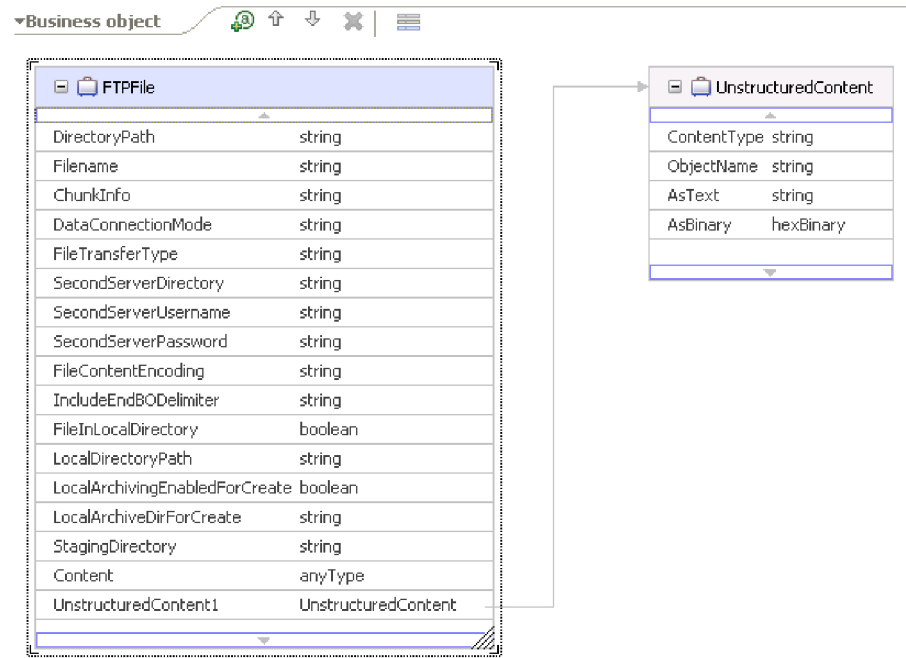 Business object
FTPFile
DirectoryPath string
Filename string
ChunkInfo string
DataConnectionMode string
FileTransferType string
SecondServerDirectory string
SecondServerUsername string
SecondServerPassword string
FileContentEncoding string
IncludeEndBODelimiter string
FileInLocalDirectory boolean
LocalDirectoryPath string
LocalArchivingEnabledForCreate boolean
LocalArchiveDirForCreate string
StagingDirectory string
Content anyType
UnstructuredContent1 UnstructuredContent
UnstructuredContent
ContentType string
ObjectName string
AsText string
AsBinary hexBinary